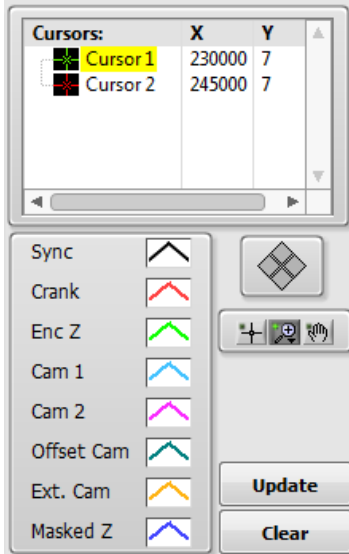 Cursors: X Y
Cursor 1 230000 7
Cursor 2 245000 7
Sync
Crank
Enc Z
Cam 1
Cam 2
Offset Cam
Ext. Cam
Masked Z
Update
Clear